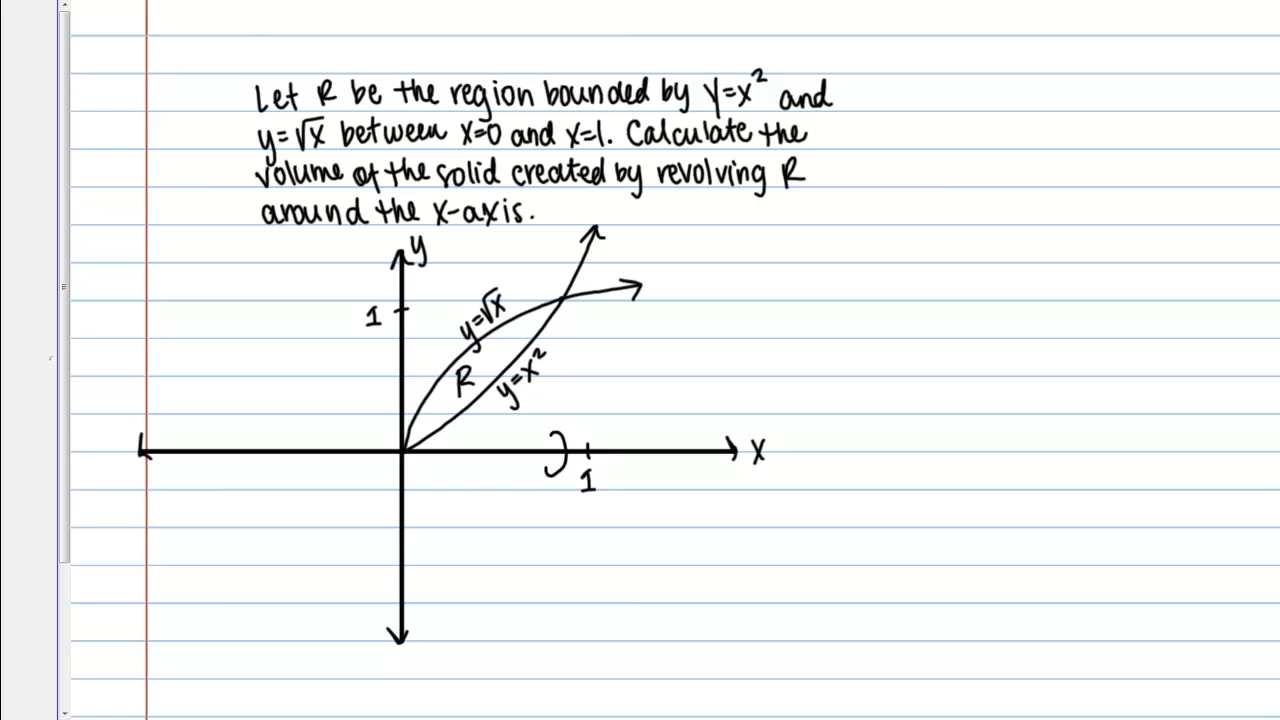 Let R be the region bounded by y=x² and
y=√x between x=0 and x=1. Calculate the
volume of the solid created by revolving R
around the x-axis.
y
1
y=√x
R
y=x²
x
1